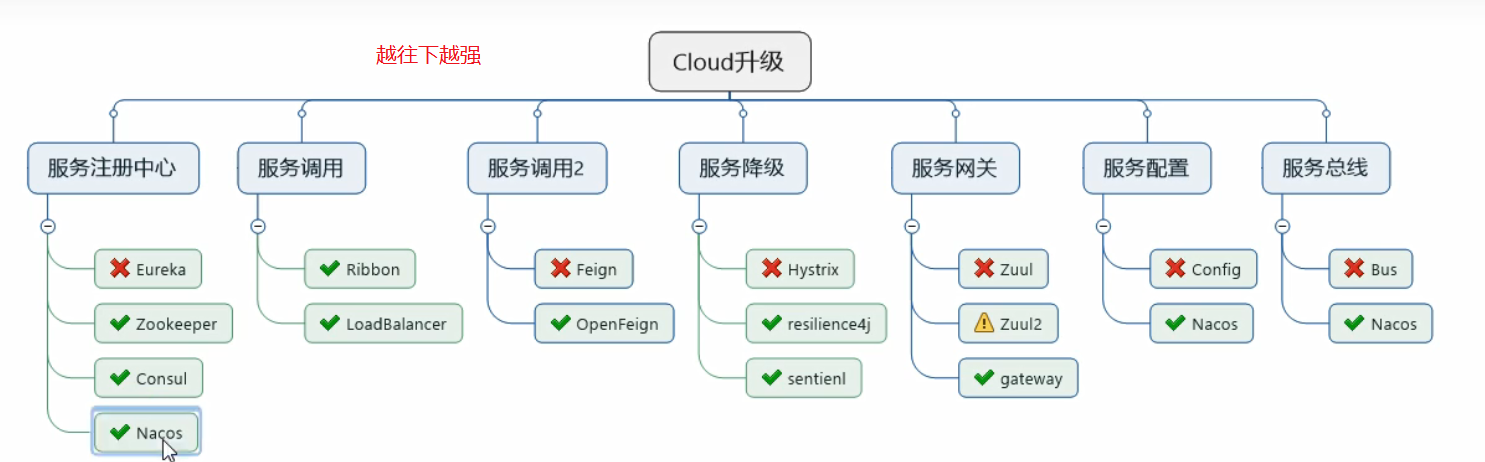 越往下越强
Cloud升级
服务注册中心
服务调用
服务调用2
服务降级
服务网关
服务配置
服务总线
Eureka
Zookeeper
Consul
Nacos
Ribbon
LoadBalancer
Feign
OpenFeign
Hystrix
resilience4j
sentienl
Zuul
Zuul2
gateway
Config
Nacos
Bus
Nacos